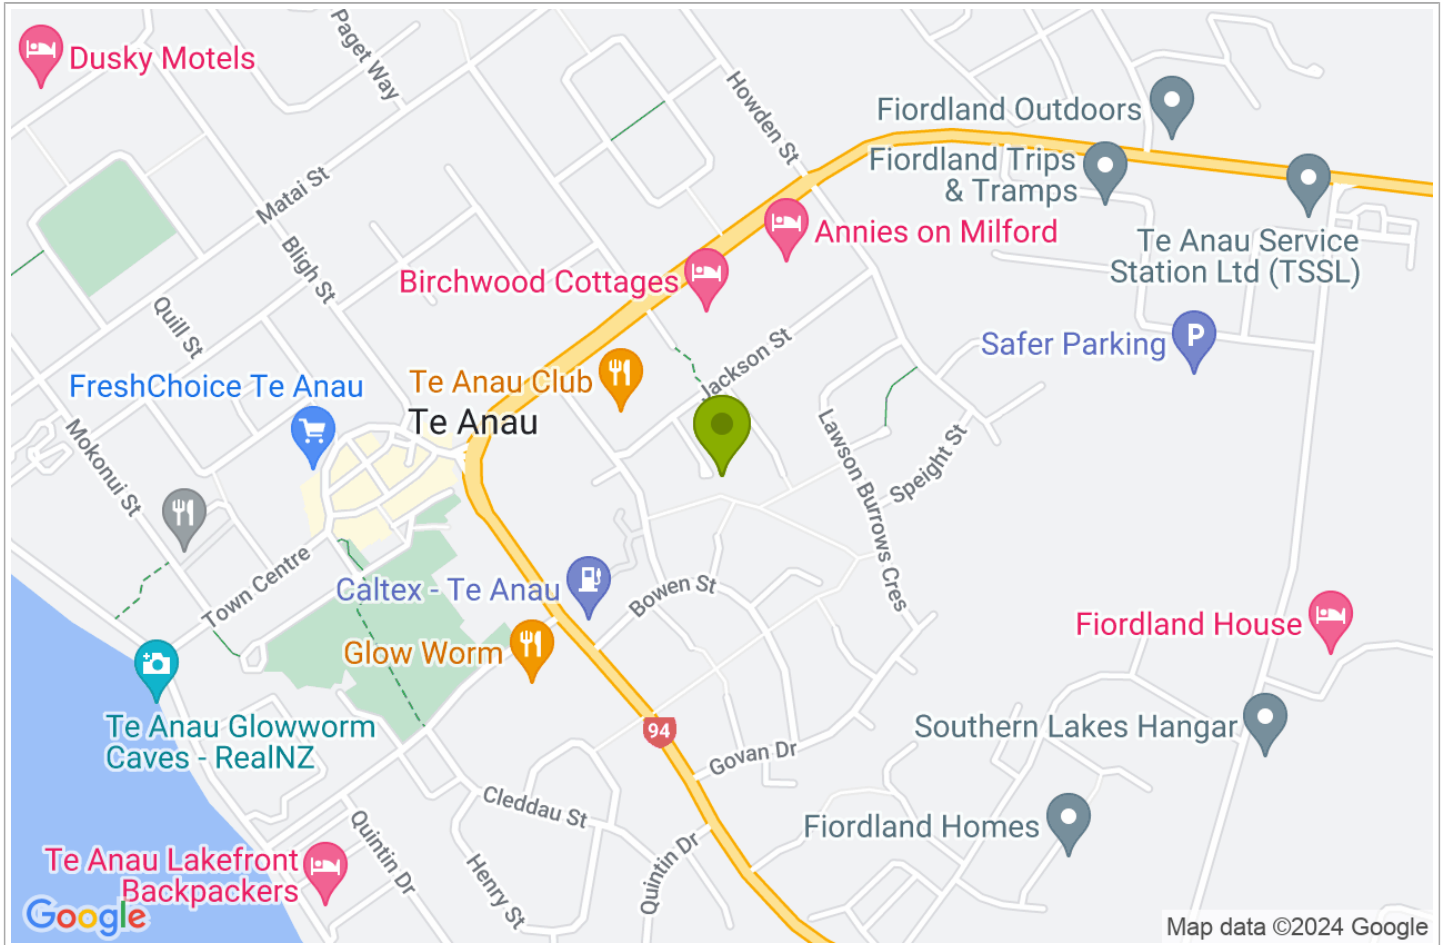 Dusky Motels
Paget Way
Howden St
Fiordland Outdoors
Fiordland Trips
& Tramps
Matai St
Annies on Milford
Te Anau Service
Station Ltd (TSSL)
Bligh St
Birchwood Cottages
Quill St
Jackson St
Safer Parking
P
FreshChoice Te Anau
Te Anau Club
Te Anau
Mokonui St
Lawson Burrows Cres
Speight St
Town Centre
Caltex - Te Anau
Bowen St
Fiordland House
Glow Worm
Te Anau Glowworm
Caves - RealNZ
94
Southern Lakes Hangar
Govan Dr
Cleddau St
Fiordland Homes
Quintin Dr
Quintin Dr
Henry St
Te Anau Lakefront
Backpackers
Google
Map data ©2024 Google